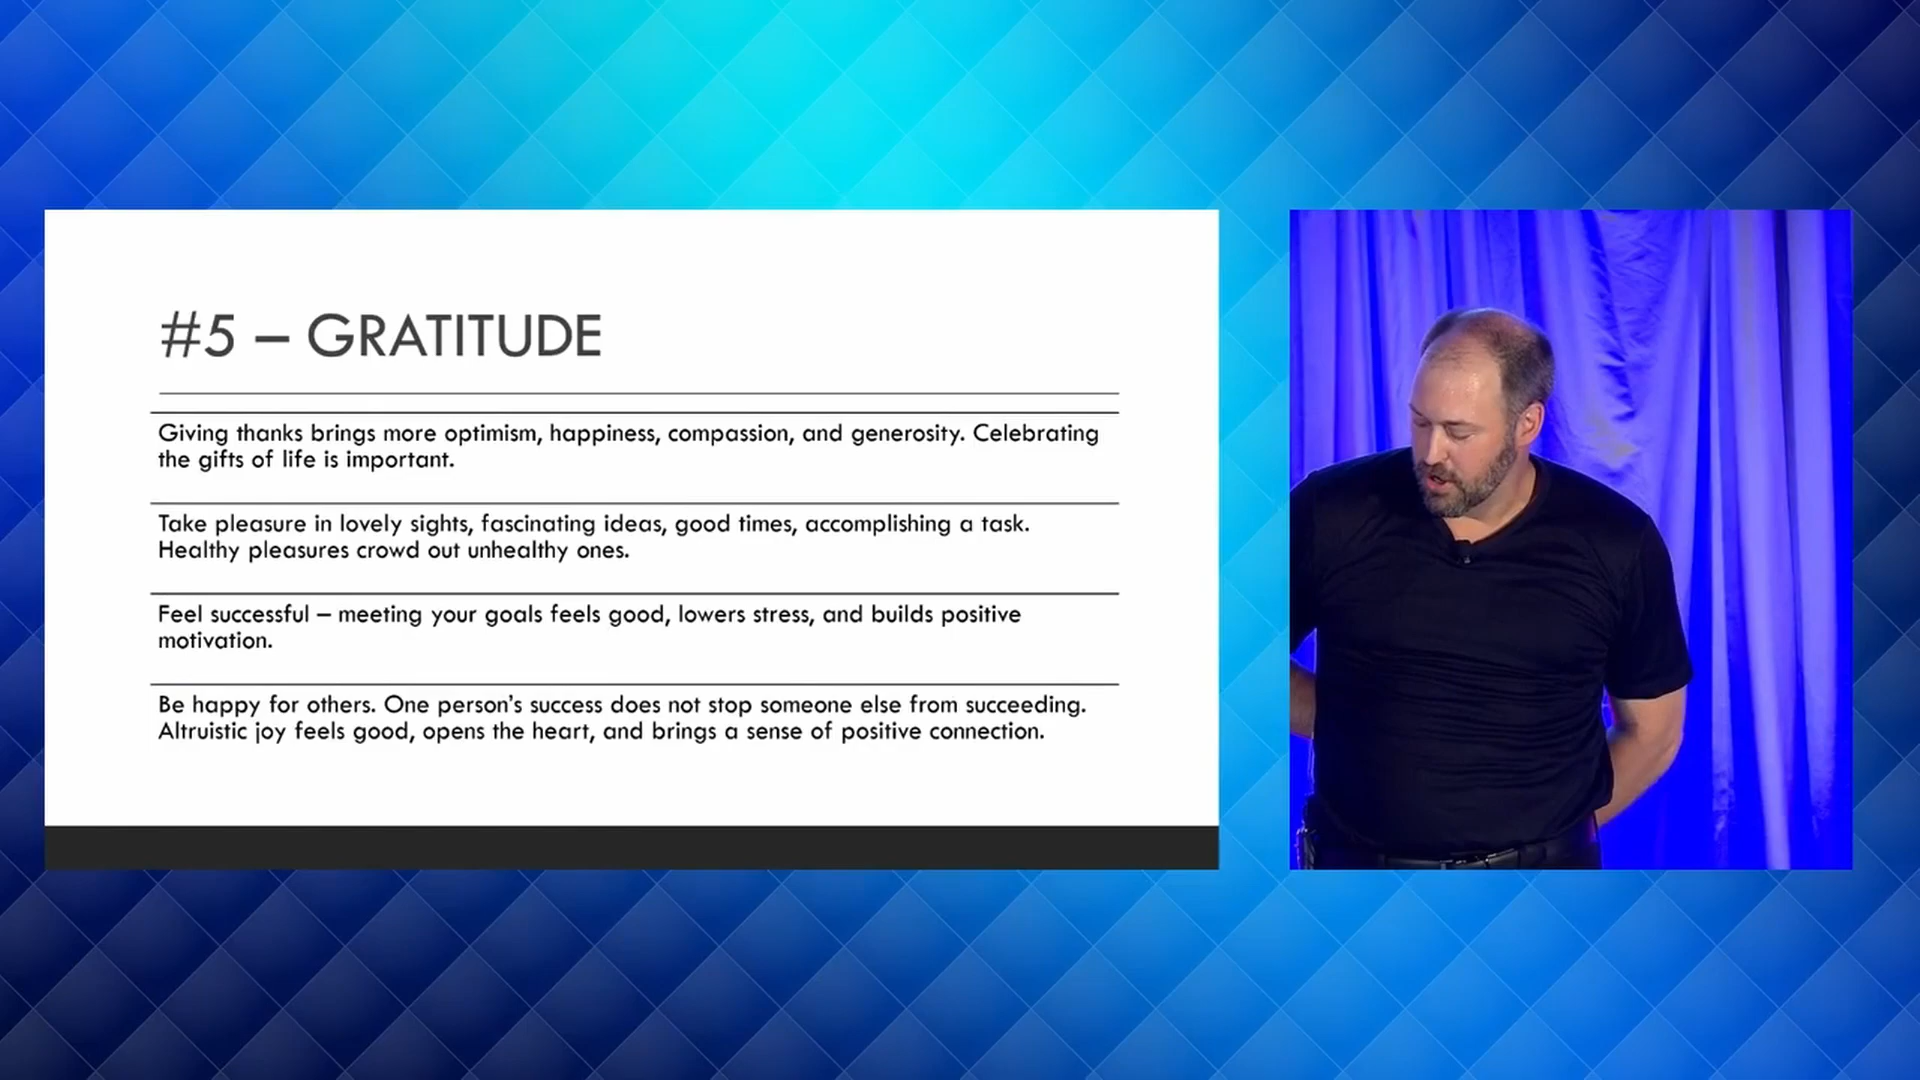 #5 – GRATITUDE
Giving thanks brings more optimism, happiness, compassion, and generosity. Celebrating
the gifts of life is important.
Take pleasure in lovely sights, fascinating ideas, good times, accomplishing a task.
Healthy pleasures crowd out unhealthy ones.
Feel successful – meeting your goals feels good, lowers stress, and builds positive
motivation.
Be happy for others. One person’s success does not stop someone else from succeeding.
Altruistic joy feels good, opens the heart, and brings a sense of positive connection.